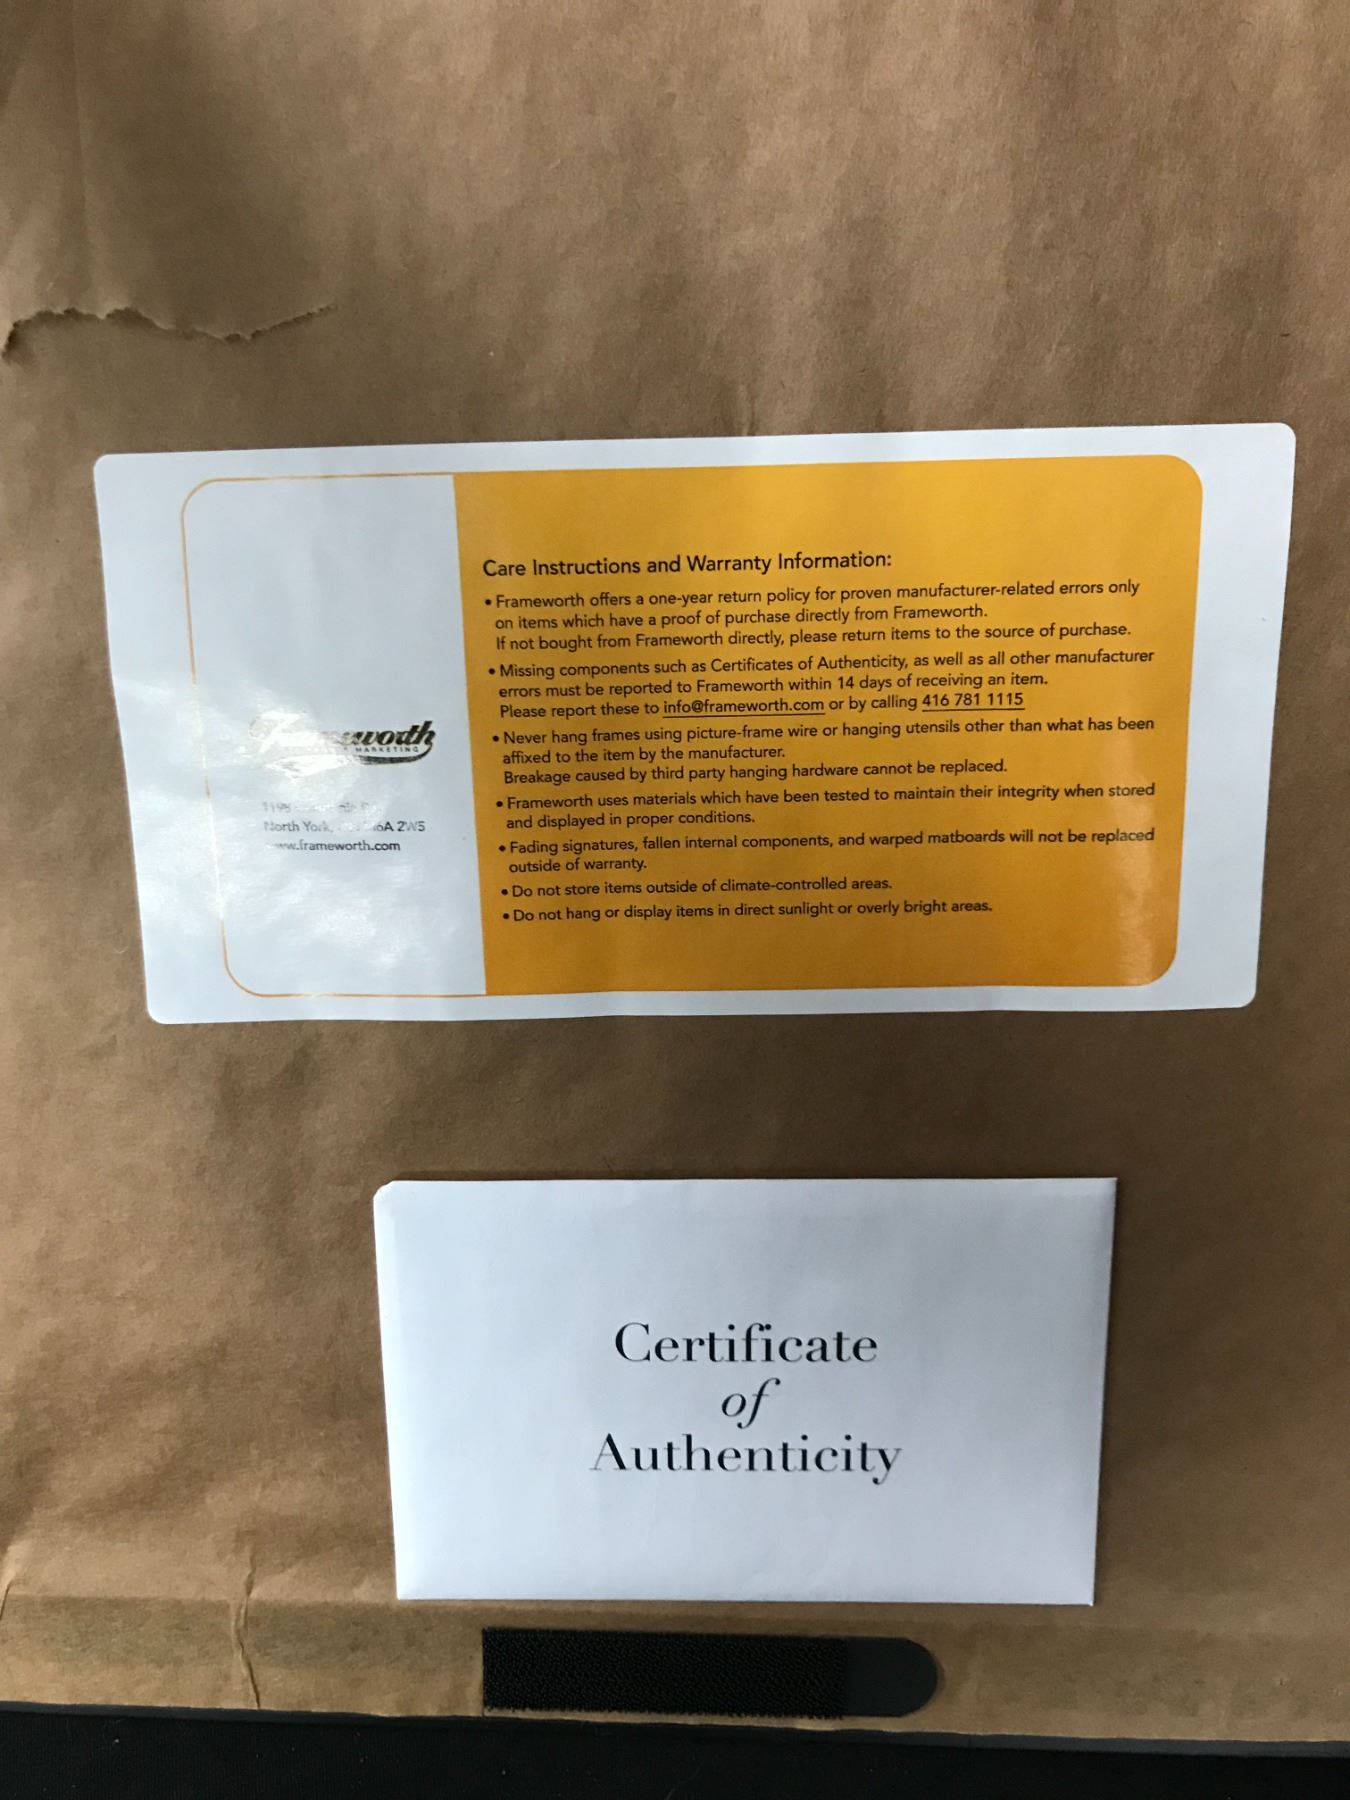 Care Instructions and Warranty Information:
• Frameworth offers a one-year return policy for proven manufacturer-related errors only
on items which have a proof of purchase directly from Frameworth.
If not bought from Frameworth directly, please return items to the source of purchase.
• Missing components such as Certificates of Authenticity, as well as all other manufacturer
errors must be reported to Frameworth within 14 days of receiving an item.
Please report these to info@frameworth.com or by calling 416 781 1115
• Never hang frames using picture-frame wire or hanging utensils other than what has been
affixed to the item by the manufacturer.
Breakage caused by third party hanging hardware cannot be replaced.
• Frameworth uses materials which have been tested to maintain their integrity when stored
and displayed in proper conditions.
• Fading signatures, fallen internal components, and warped matboards will not be replaced
outside of warranty.
• Do not store items outside of climate-controlled areas.
• Do not hang or display items in direct sunlight or overly bright areas.
Frameworth
MARKETING
North York, 2W5
www.frameworth.com
Certificate
of
Authenticity